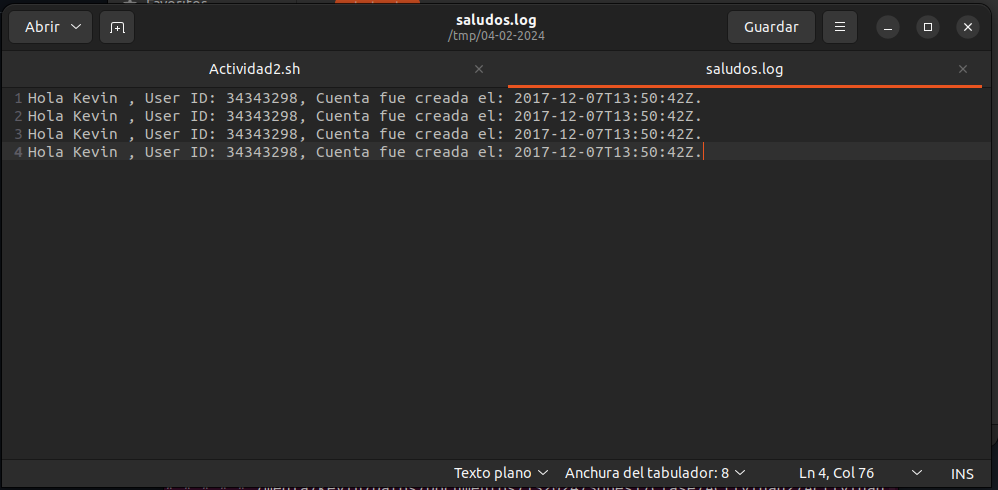 Favoritos
Abrir
saludos.log
/tmp/04-02-2024
Guardar
Actividad2.sh
saludos.log
1 Hola Kevin , User ID: 34343298, Cuenta fue creada el: 2017-12-07T13:50:42Z.
2 Hola Kevin , User ID: 34343298, Cuenta fue creada el: 2017-12-07T13:50:42Z.
3 Hola Kevin , User ID: 34343298, Cuenta fue creada el: 2017-12-07T13:50:42Z.
4 Hola Kevin , User ID: 34343298, Cuenta fue creada el: 2017-12-07T13:50:42Z.
Texto plano
Anchura del tabulador: 8
Ln 4, Col 76
INS